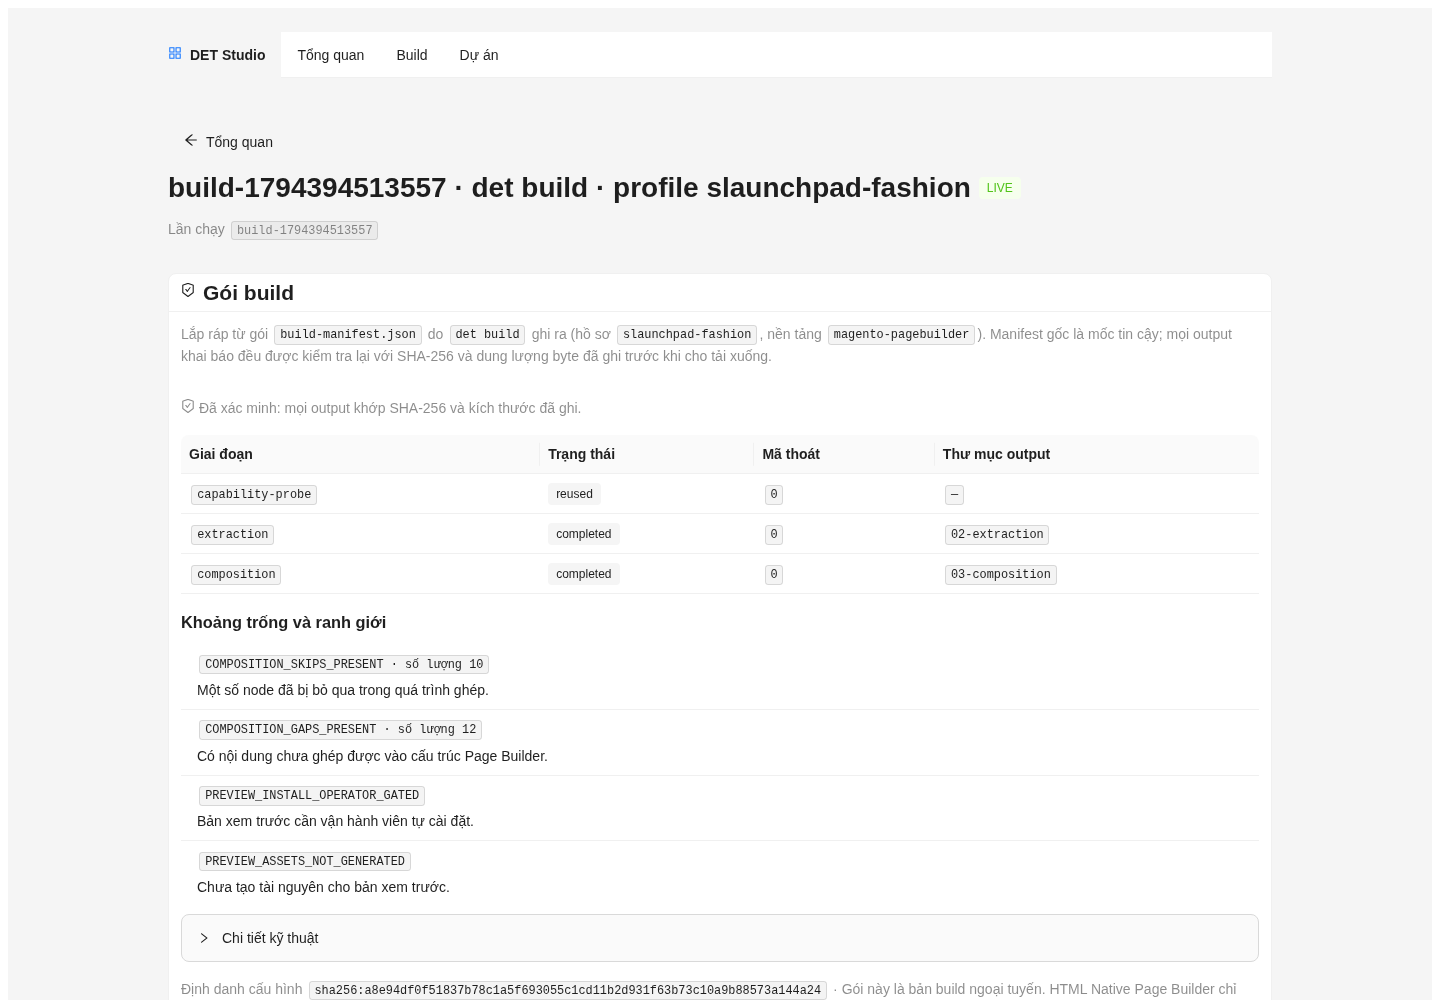 DET Studio Tổng quan Build Dự án
Tổng quan
build-1794394513557 · det build · profile slaunchpad-fashion LIVE
Lần chạy build-1794394513557
Gói build
Lắp ráp từ gói build-manifest.json do det build ghi ra (hồ sơ slaunchpad-fashion, nền tảng magento-pagebuilder). Manifest gốc là mốc tin cậy; mọi output
khai báo đều được kiểm tra lại với SHA-256 và dung lượng byte đã ghi trước khi cho tải xuống.
Đã xác minh: mọi output khớp SHA-256 và kích thước đã ghi.
Giai đoạn Trạng thái Mã thoát Thư mục output
capability-probe reused 0 —
extraction completed 0 02-extraction
composition completed 0 03-composition
Khoảng trống và ranh giới
COMPOSITION_SKIPS_PRESENT · số lượng 10
Một số node đã bị bỏ qua trong quá trình ghép.
COMPOSITION_GAPS_PRESENT · số lượng 12
Có nội dung chưa ghép được vào cấu trúc Page Builder.
PREVIEW_INSTALL_OPERATOR_GATED
Bản xem trước cần vận hành viên tự cài đặt.
PREVIEW_ASSETS_NOT_GENERATED
Chưa tạo tài nguyên cho bản xem trước.
Chi tiết kỹ thuật
Định danh cấu hình sha256:a8e94df0f51837b78c1a5f693055c1cd11b2d931f63b73c10a9b88573a144a24 · Gói này là bản build ngoại tuyến. HTML Native Page Builder chỉ